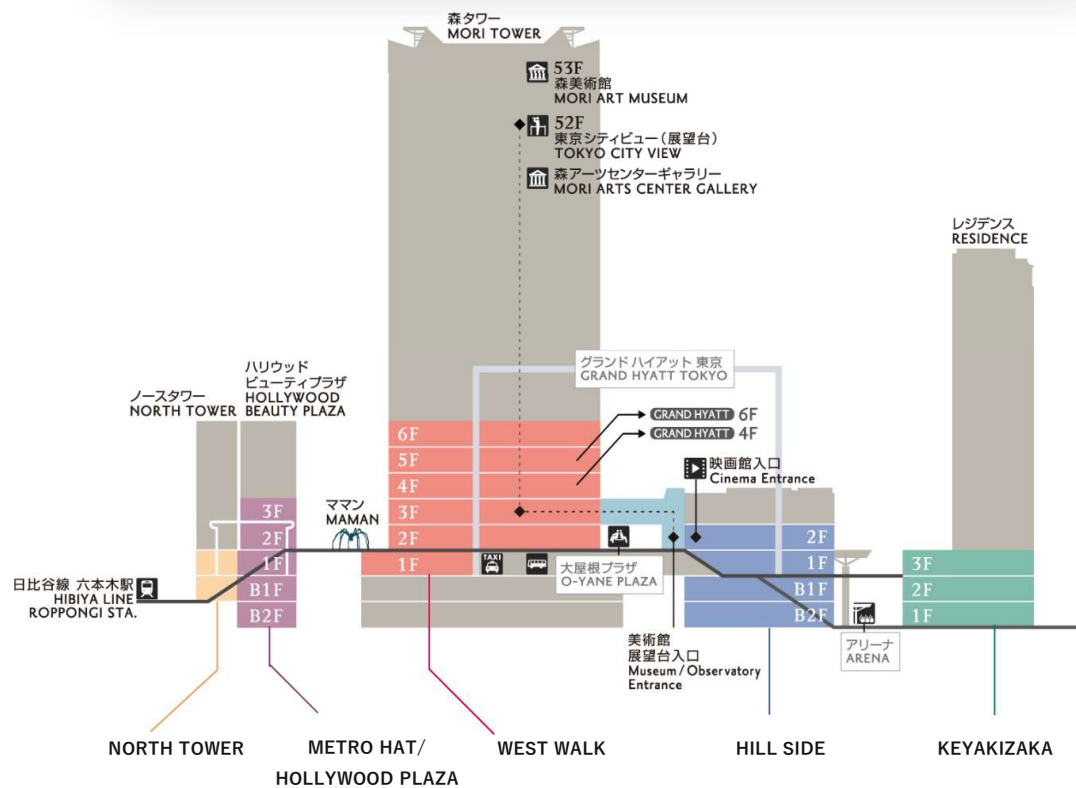 森タワー
MORI TOWER
53F
森美術館
MORI ART MUSEUM
52F
東京シティビュー（展望台）
TOKYO CITY VIEW
森アーツセンターギャラリー
MORI ARTS CENTER GALLERY
レジデンス
RESIDENCE
グランド ハイアット 東京
GRAND HYATT TOKYO
ハリウッド
ビューティプラザ
HOLLYWOOD
BEAUTY PLAZA
ノースタワー
NORTH TOWER
GRAND HYATT 6F
GRAND HYATT 4F
6F
5F
4F
3F
2F
1F
映画館入口
Cinema Entrance
3F
2F
1F
B1F
B2F
ママン
MAMAN
TAXI
大屋根プラザ
O-YANE PLAZA
2F
1F
B1F
B2F
3F
2F
1F
日比谷線 六本木駅
HIBIYA LINE
ROPPONGI STA.
美術館
展望台入口
Museum / Observatory
Entrance
アリーナ
ARENA
NORTH TOWER
METRO HAT/
HOLLYWOOD PLAZA
WEST WALK
HILL SIDE
KEYAKIZAKA